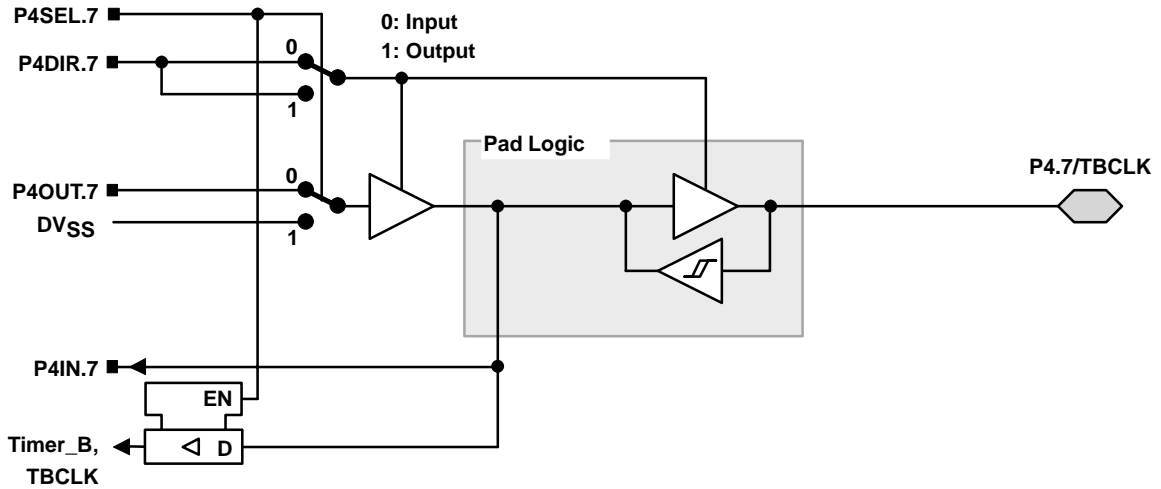 P4SEL.7
0: Input
1: Output
P4DIR.7
0
1
Pad Logic
P4.7/TBCLK
P4OUT.7
0
DVSS
1
P4IN.7
EN
Timer_B,
TBCLK
D